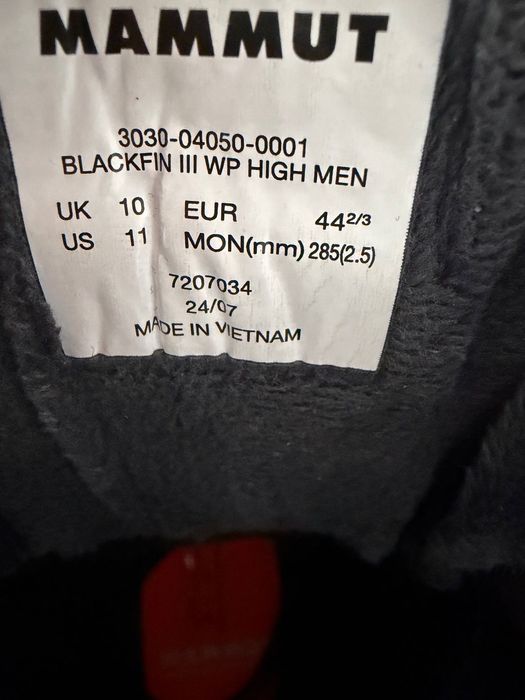 MAMMUT
3030-04050-0001
BLACKFIN III WP HIGH MEN
UK 10 EUR 44 2/3
US 11 MON(mm) 285(2.5)
7207034
24/07
MADE IN VIETNAM